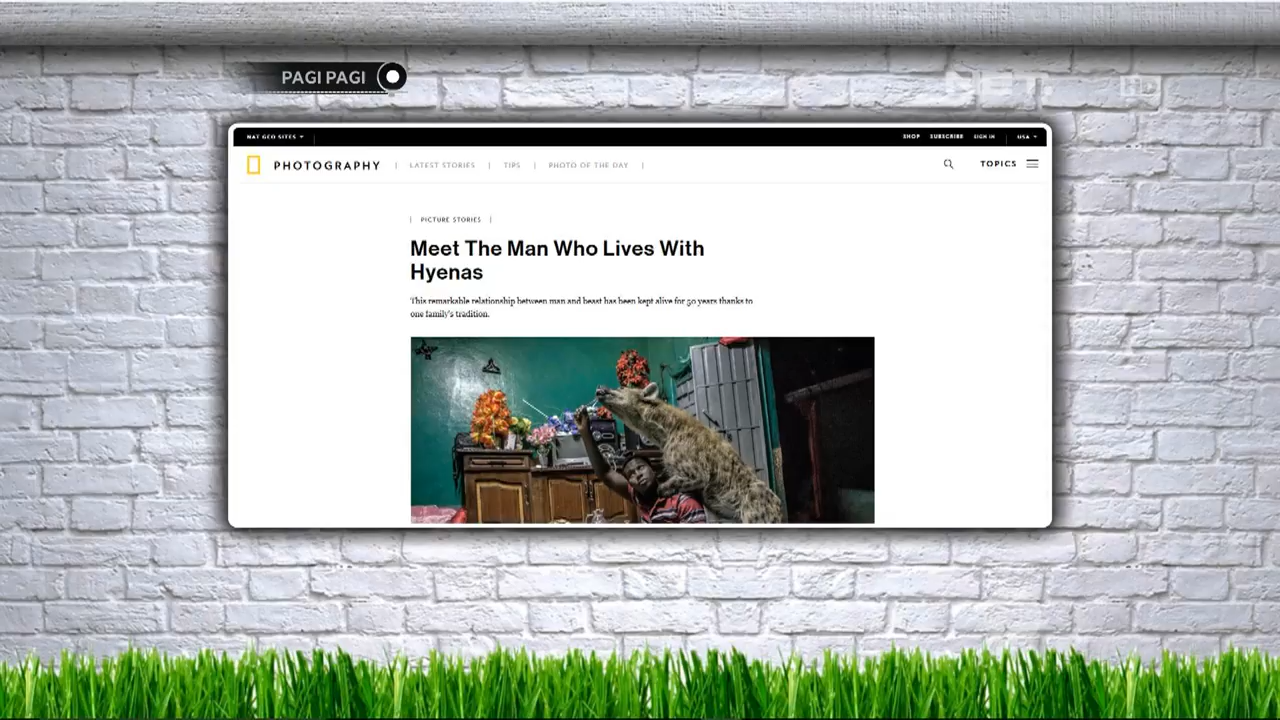 PAGI PAGI
NET.
HD
NAT GEO SITES
SHOP SUBSCRIBE SIGN IN USA
PHOTOGRAPHY LATEST STORIES TIPS PHOTO OF THE DAY TOPICS
PICTURE STORIES
Meet The Man Who Lives With
Hyenas
This remarkable relationship between man and beast has been kept alive for 50 years thanks to
one family's tradition.